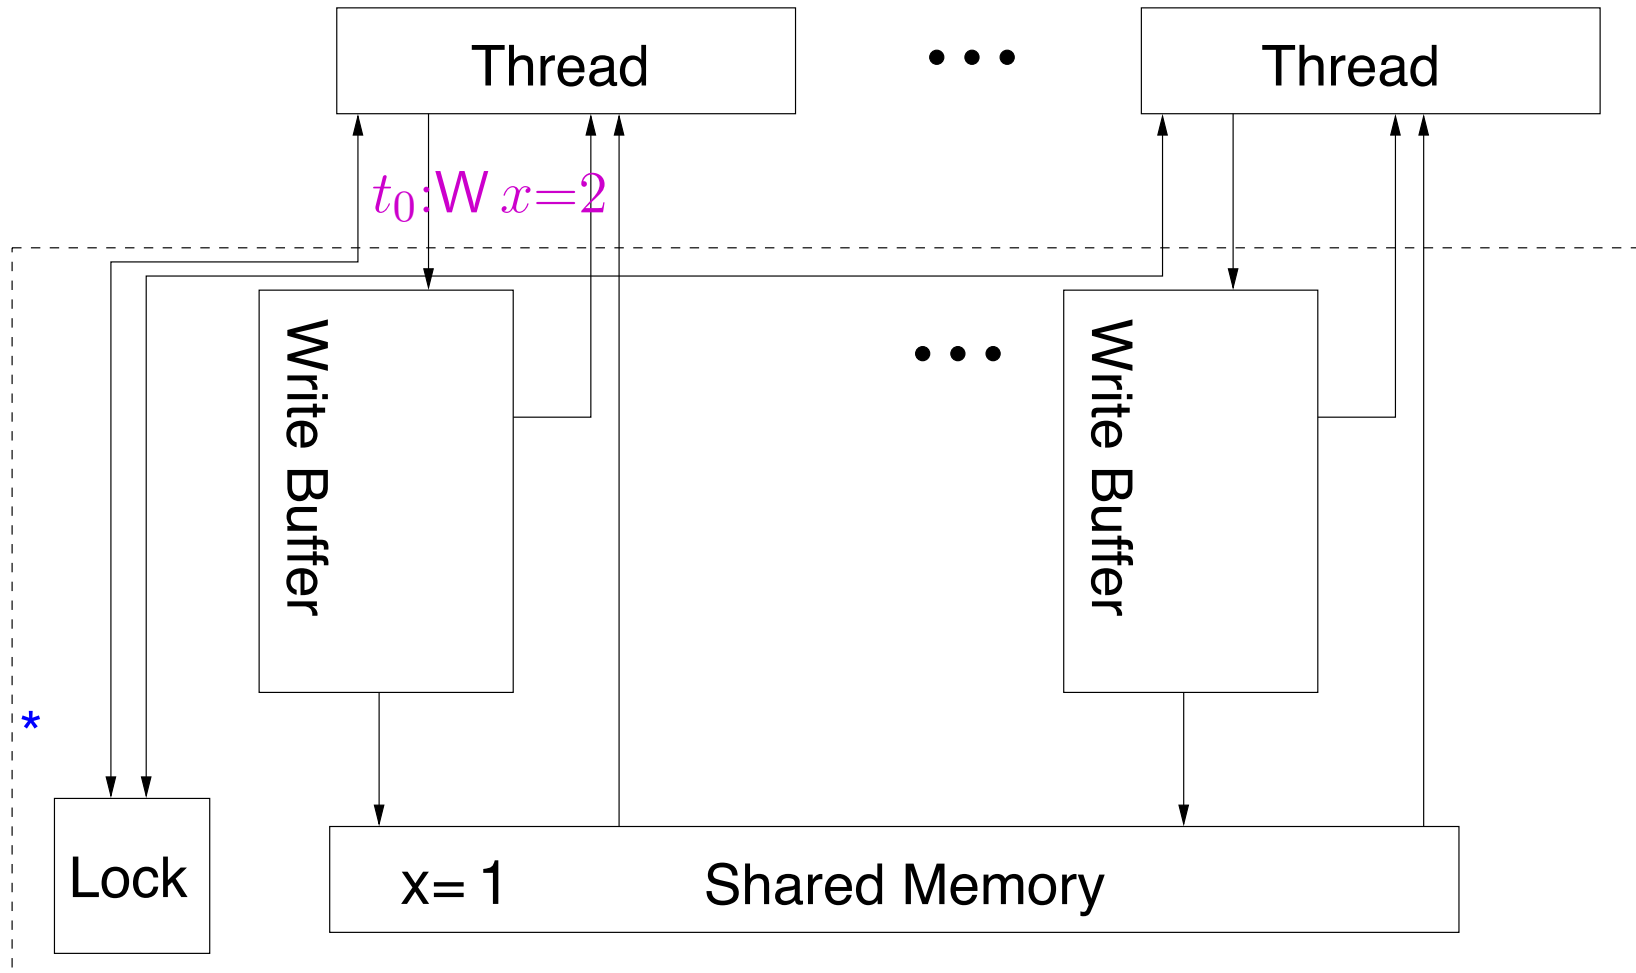 Thread
Thread
t₀:W x=2
Write Buffer
Write Buffer
*
Lock
x= 1
Shared Memory